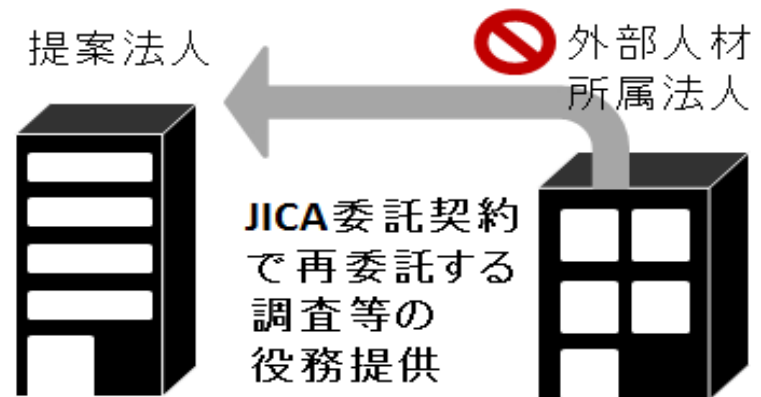 提案法人
外部人材
所属法人
JICA委託契約
で再委託する
調査等の
役務提供